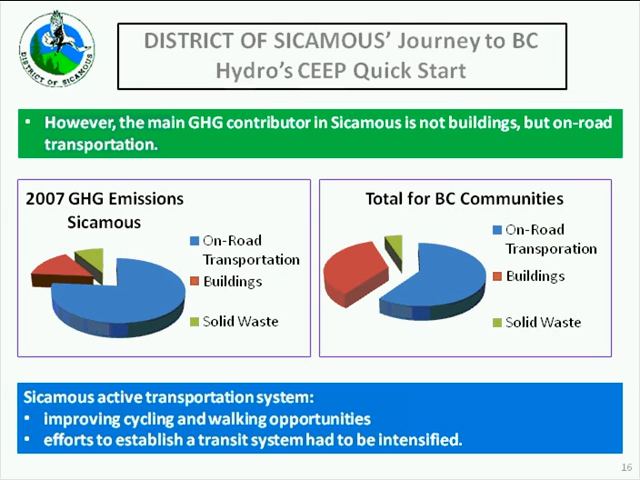 DISTRICT OF SICAMOUS
DISTRICT OF SICAMOUS' Journey to BC
Hydro's CEEP Quick Start
• However, the main GHG contributor in Sicamous is not buildings, but on-road
transportation.
2007 GHG Emissions
Sicamous
On-Road
Transportation
Buildings
Solid Waste
Total for BC Communities
On-Road
Transporation
Buildings
Solid Waste
Sicamous active transportation system:
• improving cycling and walking opportunities
• efforts to establish a transit system had to be intensified.
16